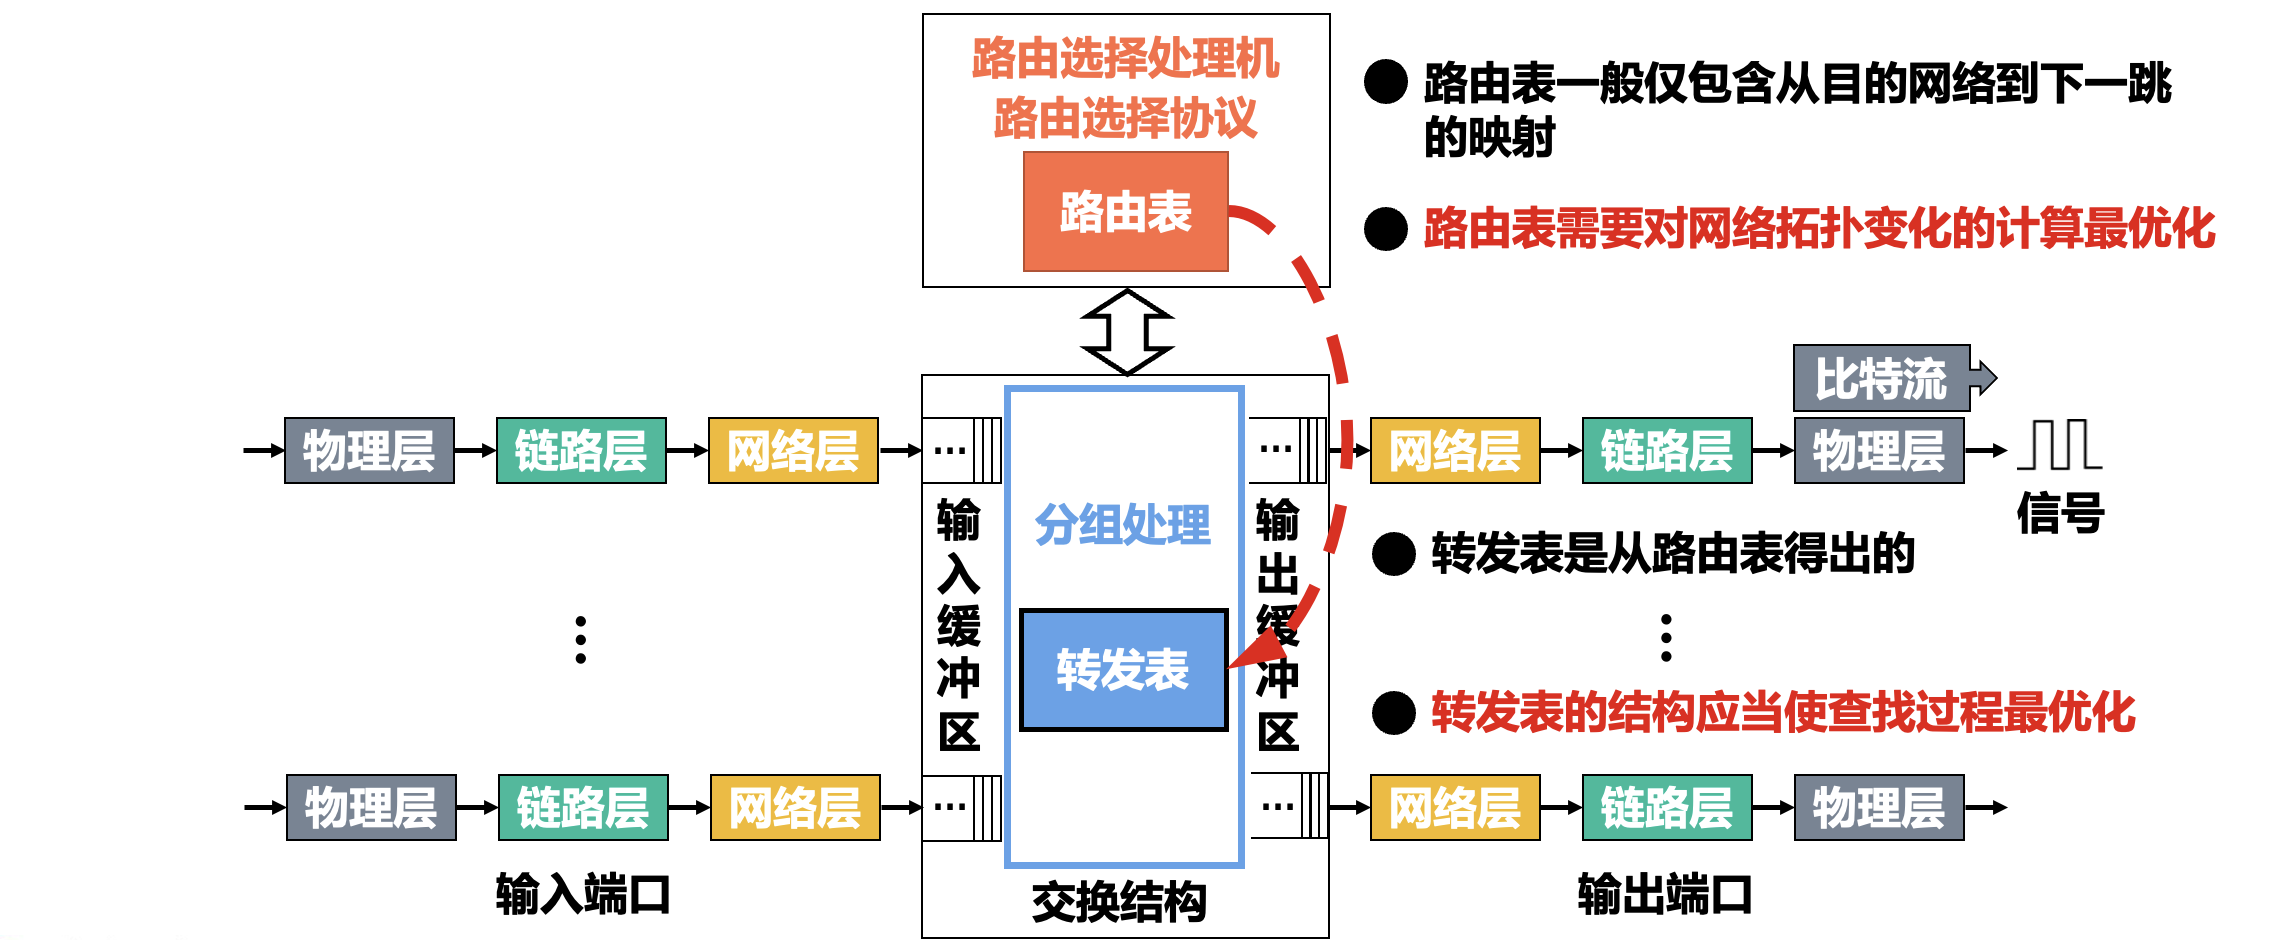 路由选择处理机
路由选择协议
路由表
路由表一般仅包含从目的网络到下一跳
的映射
路由表需要对网络拓扑变化的计算最优化
比特流
物理层
链路层
网络层
...
...
网络层
链路层
物理层
信号
输入缓冲区
分组处理
输出缓冲区
转发表是从路由表得出的
转发表
转发表的结构应当使查找过程最优化
物理层
链路层
网络层
...
...
网络层
链路层
物理层
输入端口
交换结构
输出端口